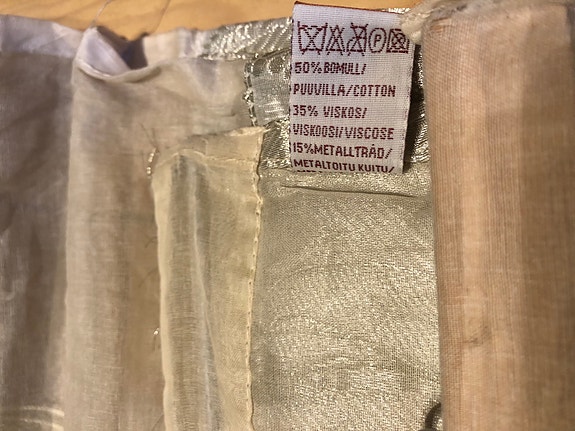 P
50% BOMULL/
PUUVILLA/COTTON
35% VISKOS/
VISKOOSI/VISCOSE
15%METALLTRÅD/
METALTOITU KUITU/